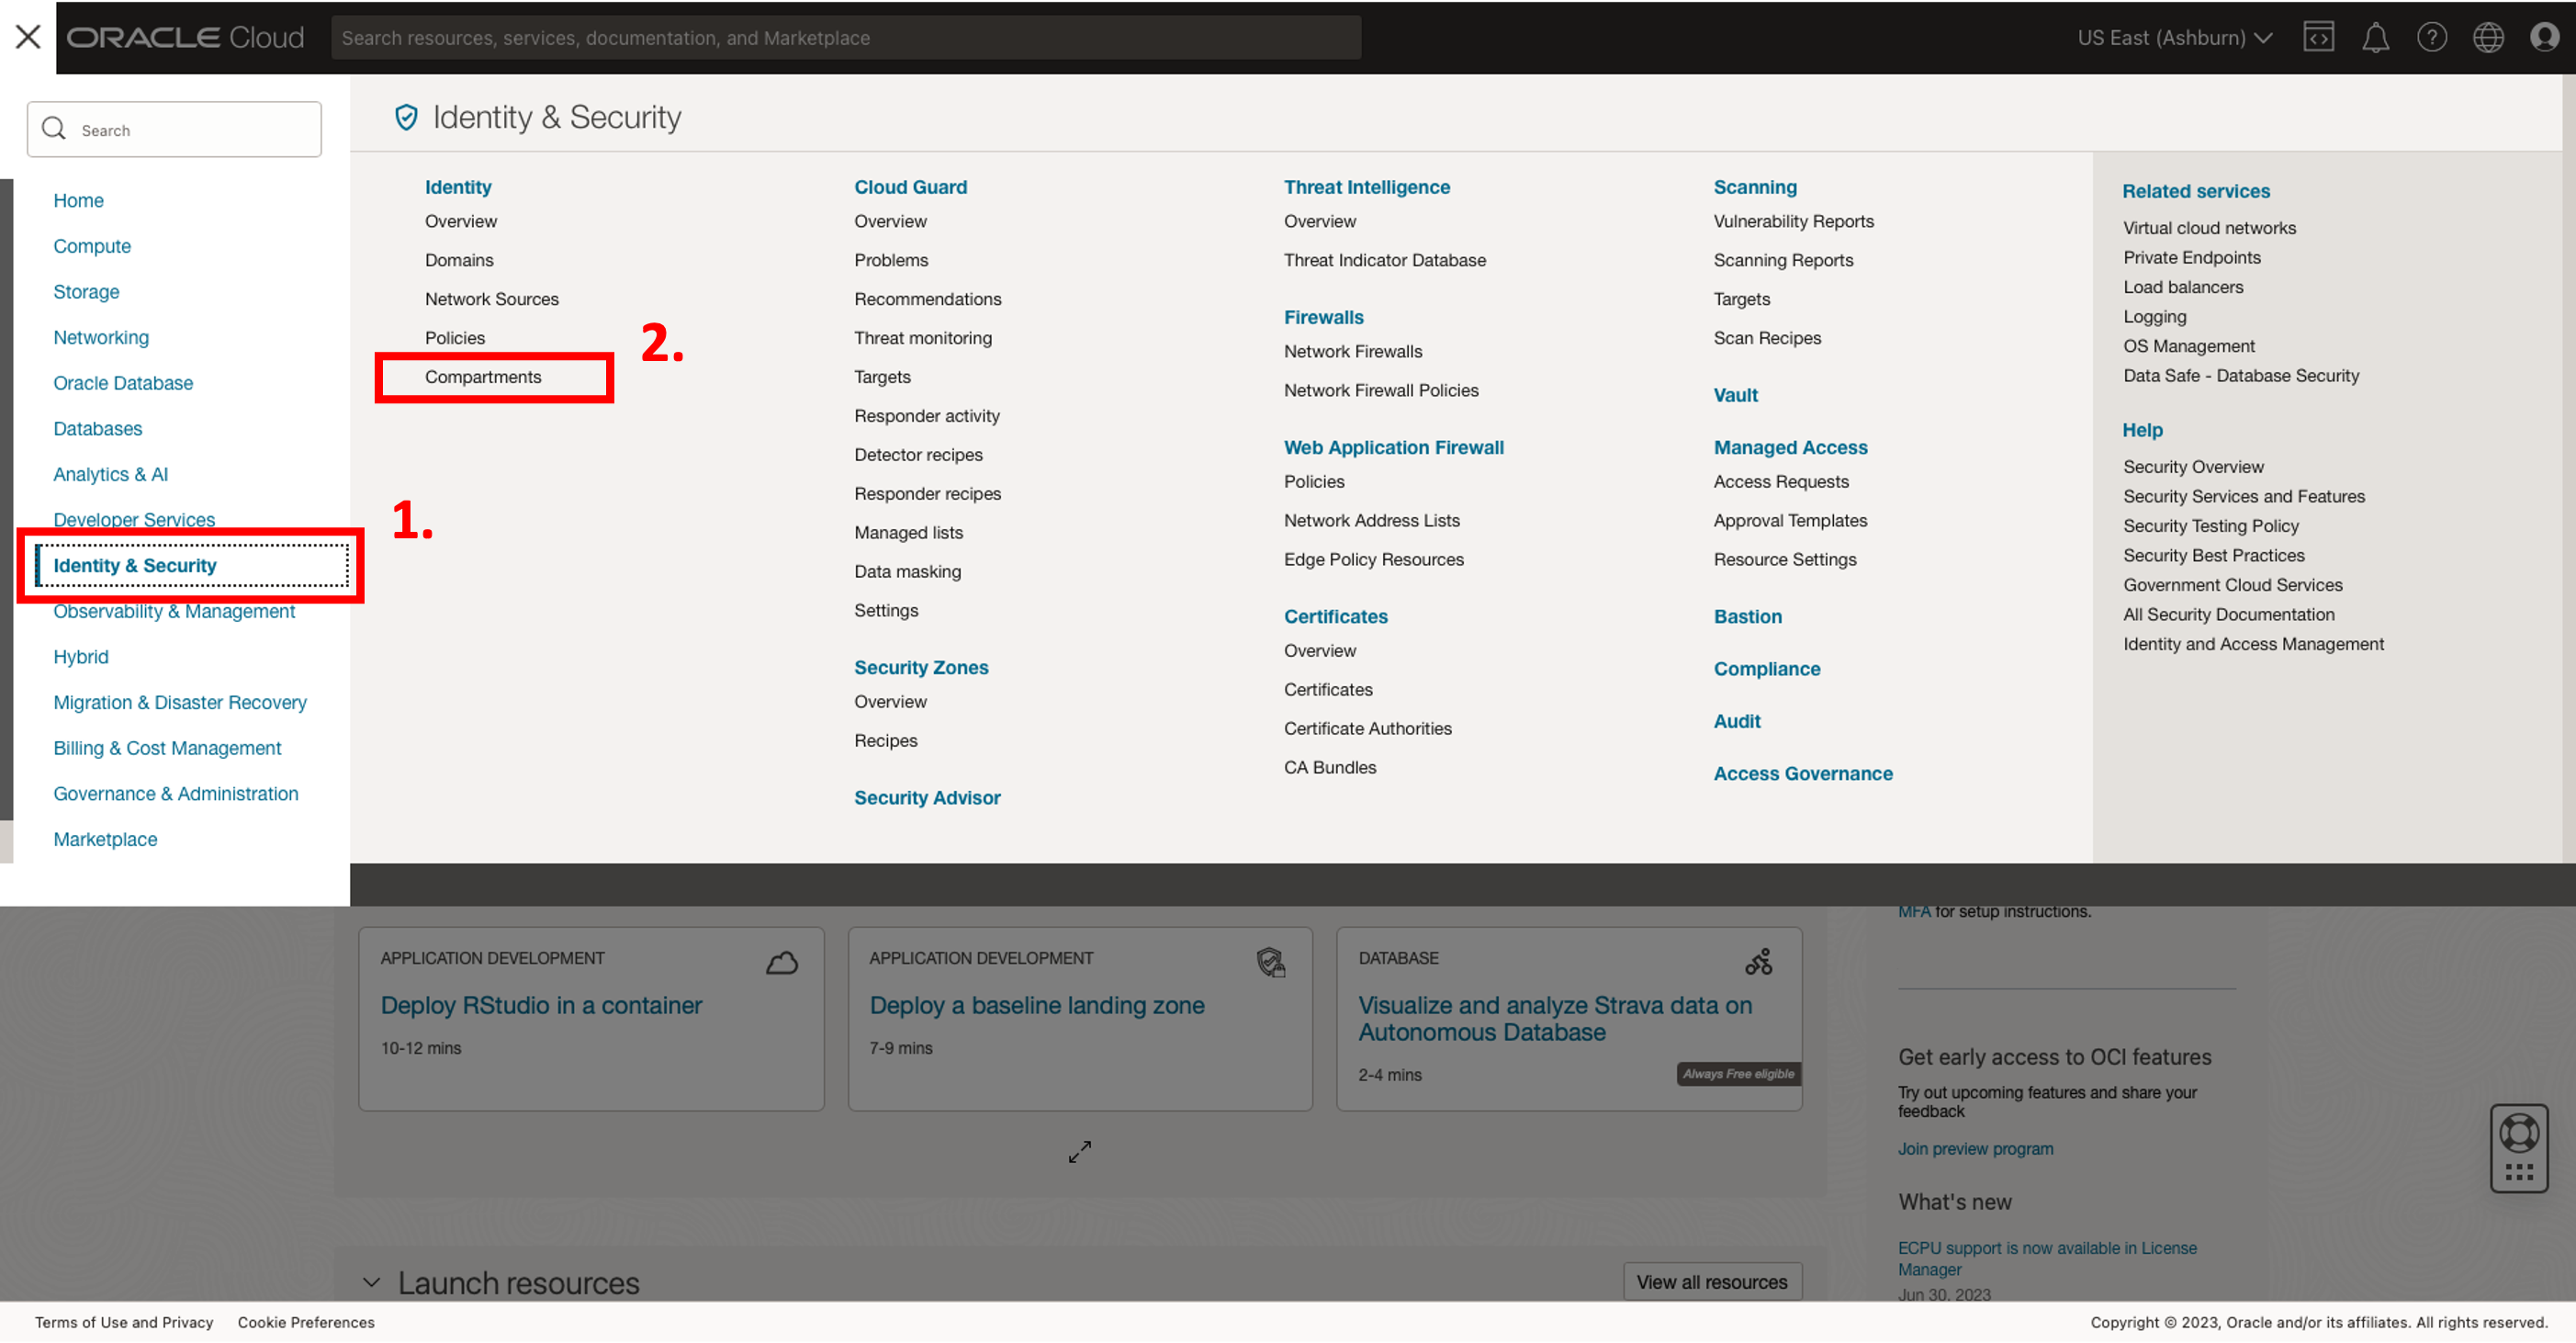 ORACLE Cloud
Search resources, services, documentation, and Marketplace
US East (Ashburn)
Search
Home
Compute
Storage
Networking
Oracle Database
Databases
Analytics & AI
Developer Services
1.
Identity & Security
Observability & Management
Hybrid
Migration & Disaster Recovery
Billing & Cost Management
Governance & Administration
Marketplace
Identity & Security
Identity
Overview
Domains
Network Sources
Policies
2.
Compartments
Cloud Guard
Overview
Problems
Recommendations
Threat monitoring
Targets
Responder activity
Detector recipes
Responder recipes
Managed lists
Data masking
Settings
Security Zones
Overview
Recipes
Security Advisor
Threat Intelligence
Overview
Threat Indicator Database
Firewalls
Network Firewalls
Network Firewall Policies
Web Application Firewall
Policies
Network Address Lists
Edge Policy Resources
Certificates
Overview
Certificates
Certificate Authorities
CA Bundles
Scanning
Vulnerability Reports
Scanning Reports
Targets
Scan Recipes
Vault
Managed Access
Access Requests
Approval Templates
Resource Settings
Bastion
Compliance
Audit
Access Governance
Related services
Virtual cloud networks
Private Endpoints
Load balancers
Logging
OS Management
Data Safe - Database Security
Help
Security Overview
Security Services and Features
Security Testing Policy
Security Best Practices
Government Cloud Services
All Security Documentation
Identity and Access Management
APPLICATION DEVELOPMENT
Deploy RStudio in a container
10-12 mins
APPLICATION DEVELOPMENT
Deploy a baseline landing zone
7-9 mins
DATABASE
Visualize and analyze Strava data on
Autonomous Database
2-4 mins
Always Free eligible
MFA for setup instructions.
Get early access to OCI features
Try out upcoming features and share your
feedback
Join preview program
What's new
ECPU support is now available in License
Manager
Jun 30, 2023
Launch resources
View all resources
Terms of Use and Privacy
Cookie Preferences
Copyright © 2023, Oracle and/or its affiliates. All rights reserved.